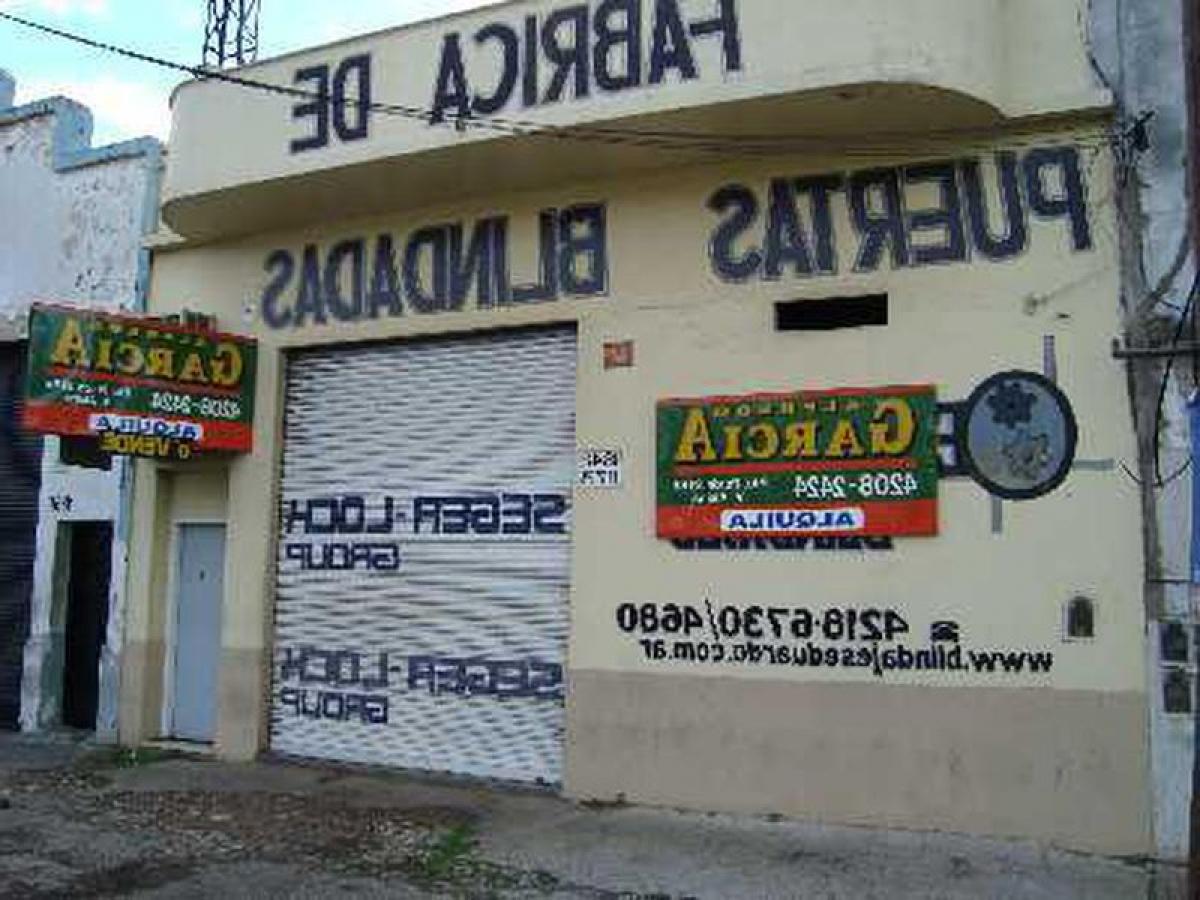 FABRICA DE
PUERTAS BLINDADAS
ALFREDO
GARCIA
4208-2424
ALQUILA
GARCIA
4208-2424
ALQUILA
O VENDE
SEGER-LOCK
GROUP
SEGER-LOCK
GROUP
4218-6730/4680
www.blindajeseduardo.com.ar